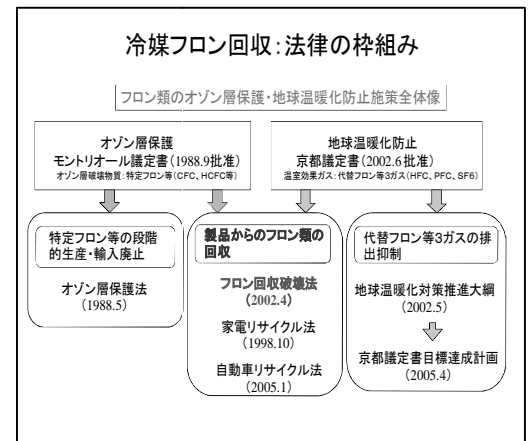 冷媒フロン回収：法律の枠組み
フロン類のオゾン層保護・地球温暖化防止施策全体像
オゾン層保護
モントリオール議定書(1988.9批准)
オゾン層破壊物質：特定フロン等(CFC、HCFC等)
地球温暖化防止
京都議定書(2002.6批准)
温室効果ガス：代替フロン等3ガス(HFC、PFC、SF6)
特定フロン等の段階
的生産・輸入廃止
オゾン層保護法
(1988.5)
製品からのフロン類の
回収
フロン回収破壊法
(2002.4)
家電リサイクル法
(1998.10)
自動車リサイクル法
(2005.1)
代替フロン等3ガスの排
出抑制
地球温暖化対策推進大綱
(2002.5)
京都議定書目標達成計画
(2005.4)